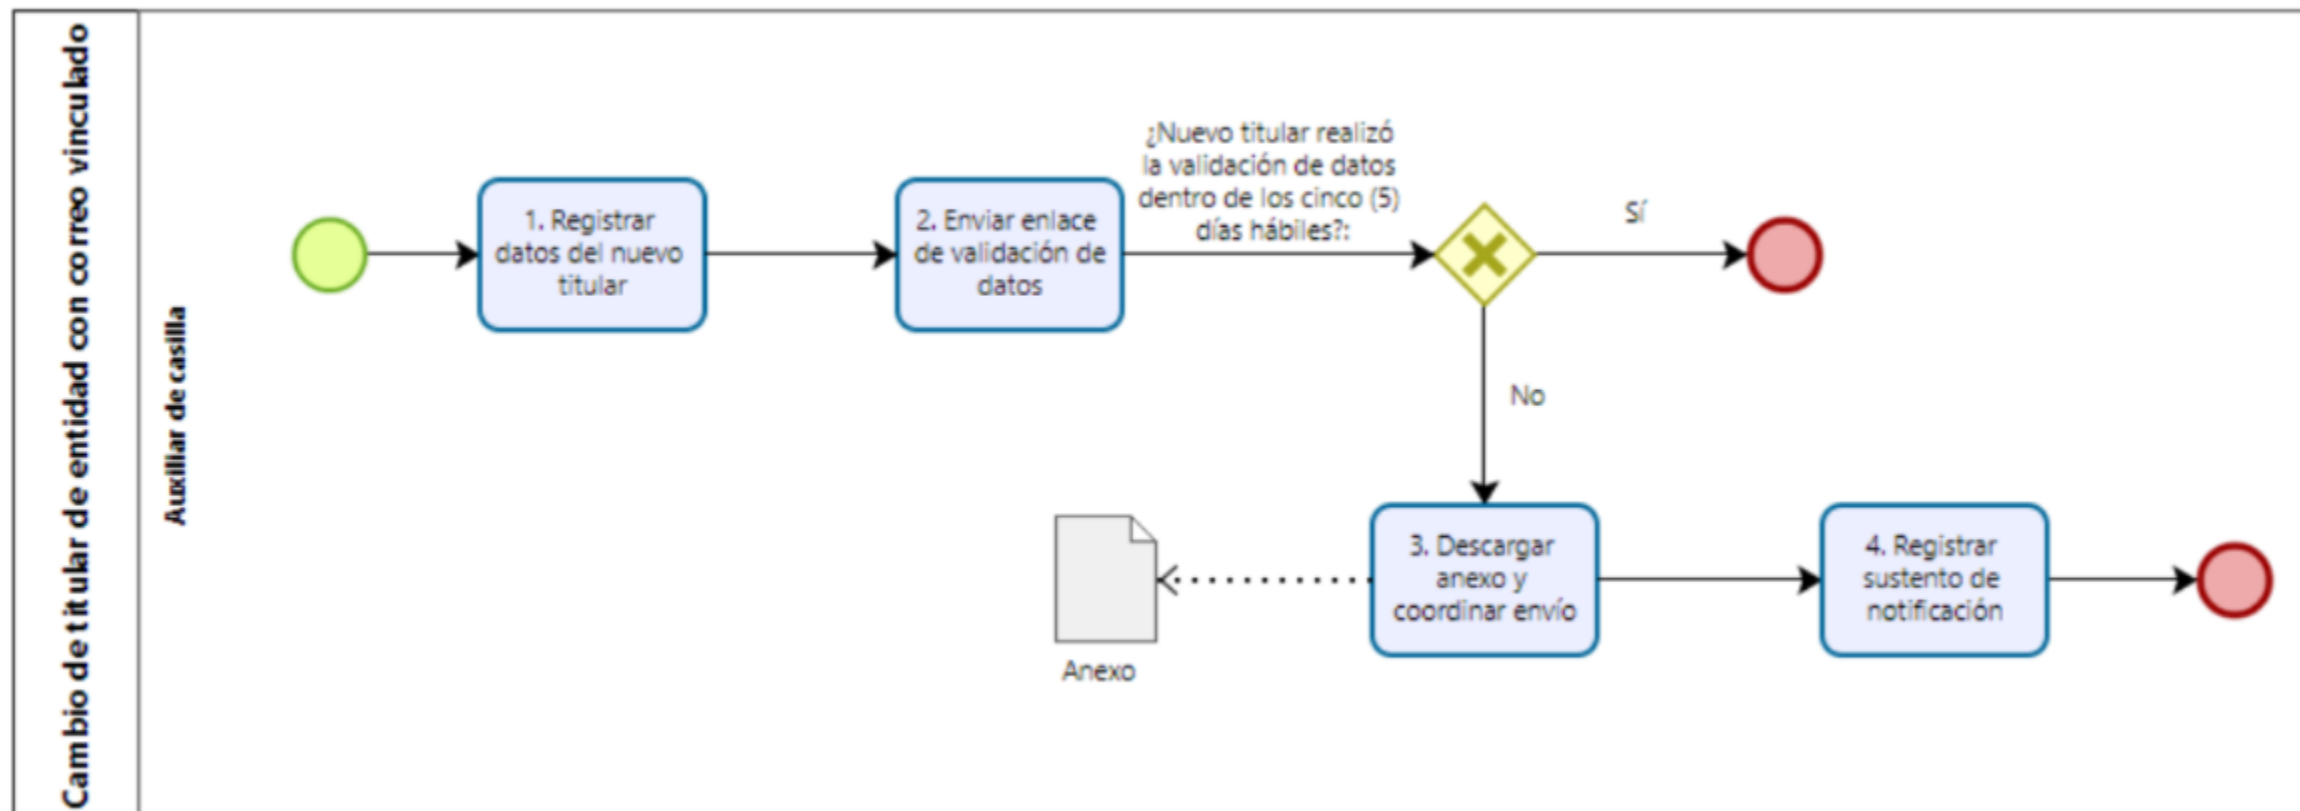 Cambio de titular de entidad con correo vinculado
Auxiliar de casilla
1. Registrar
datos del nuevo
titular
2. Enviar enlace
de validación de
datos
¿Nuevo titular realizó
la validación de datos
dentro de los cinco (5)
días hábiles?:
Sí
No
3. Descargar
anexo y
coordinar envío
4. Registrar
sustento de
notificación
Anexo